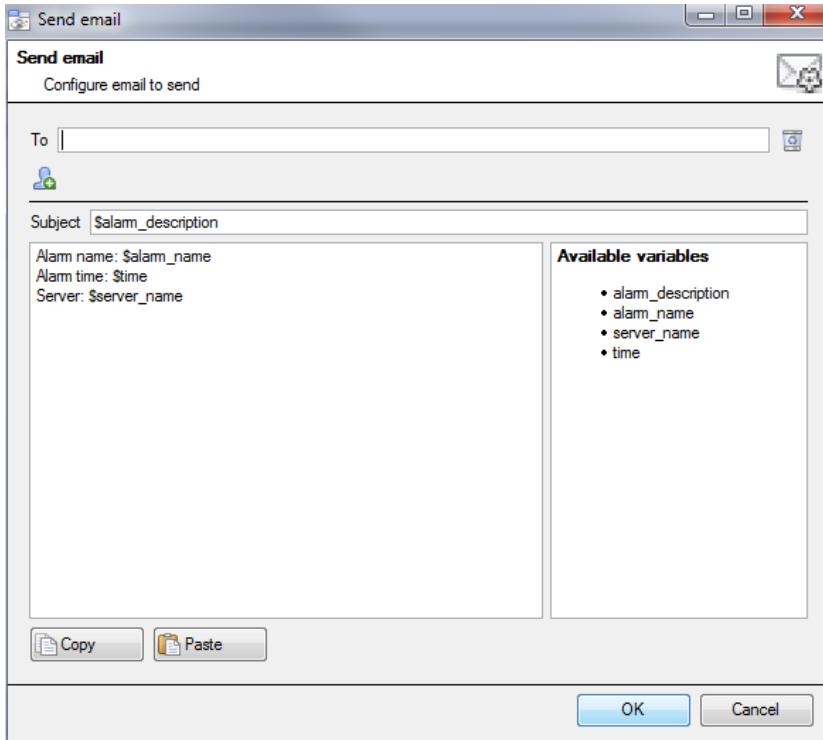 Send email
Send email
Configure email to send
To
Subject $alarm_description
Alarm name: $alarm_name
Alarm time: $time
Server: $server_name
Available variables
• alarm_description
• alarm_name
• server_name
• time
Copy Paste
OK Cancel